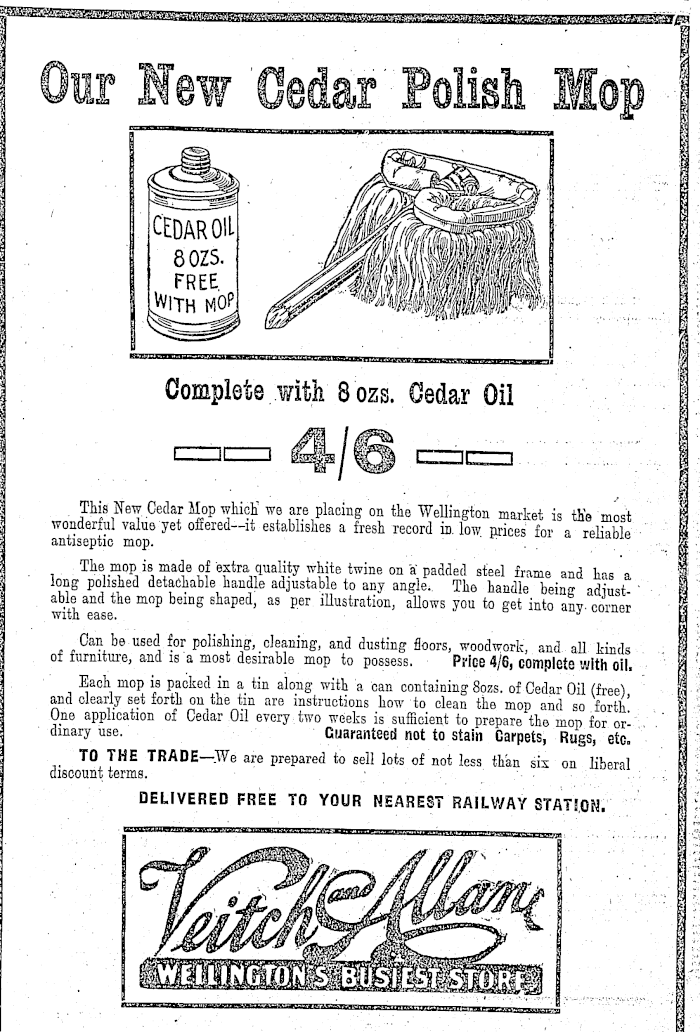 Our New Cedar Polish Mop
CEDAR OIL
8 OZS.
FREE
WITH MOP
Complete with 8 ozs. Cedar Oil
4/6
This New Cedar Mop which we are placing on the Wellington market is the most
wonderful value yet offered—it establishes a fresh record in low prices for a reliable
antiseptic mop.
The mop is made of extra quality white twine on a padded steel frame and has a
long polished detachable handle adjustable to any angle. The handle being adjust-
able and the mop being shaped, as per illustration, allows you to get into any corner
with ease.
Can be used for polishing, cleaning, and dusting floors, woodwork, and all kinds
of furniture, and is a most desirable mop to possess. Price 4/6, complete with oil.
Each mop is packed in a tin along with a can containing 8ozs. of Cedar Oil (free),
and clearly set forth on the tin are instructions how to clean the mop and so forth.
One application of Cedar Oil every two weeks is sufficient to prepare the mop for or-
dinary use. Guaranteed not to stain Carpets, Rugs, etc.
TO THE TRADE—We are prepared to sell lots of not less than six on liberal
discount terms.
DELIVERED FREE TO YOUR NEAREST RAILWAY STATION.
Veitch and Allan
WELLINGTON'S BUSIEST STORE